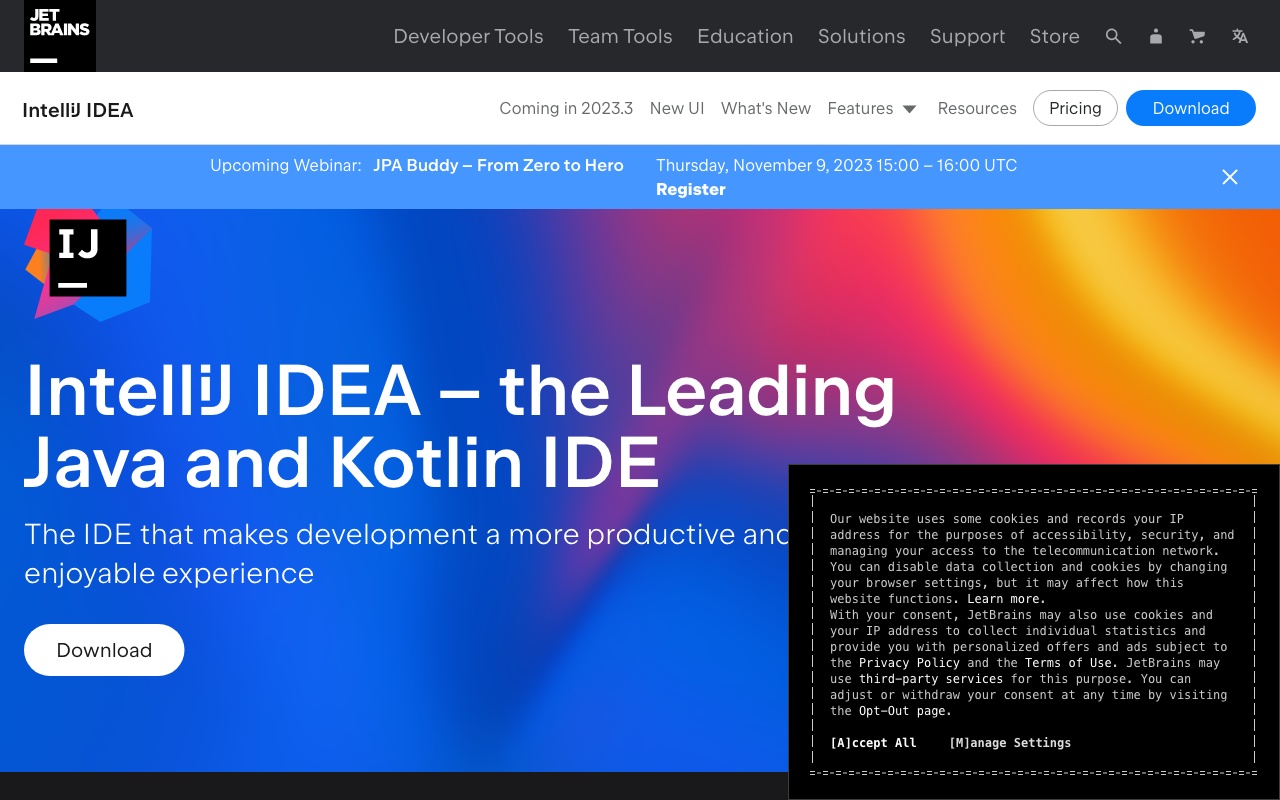 JET
BRAINS
Developer Tools Team Tools Education Solutions Support Store
IntelliJ IDEA
Coming in 2023.3 New UI What's New Features Resources Pricing Download
Upcoming Webinar: JPA Buddy – From Zero to Hero Thursday, November 9, 2023 15:00 – 16:00 UTC
Register
IJ
IntelliJ IDEA – the Leading
Java and Kotlin IDE
The IDE that makes development a more productive and
enjoyable experience
Download
Our website uses some cookies and records your IP
address for the purposes of accessibility, security, and
managing your access to the telecommunication network.
You can disable data collection and cookies by changing
your browser settings, but it may affect how this
website functions. Learn more.
With your consent, JetBrains may also use cookies and
your IP address to collect individual statistics and
provide you with personalized offers and ads subject to
the Privacy Policy and the Terms of Use. JetBrains may
use third-party services for this purpose. You can
adjust or withdraw your consent at any time by visiting
the Opt-Out page.
[A]ccept All [M]anage Settings